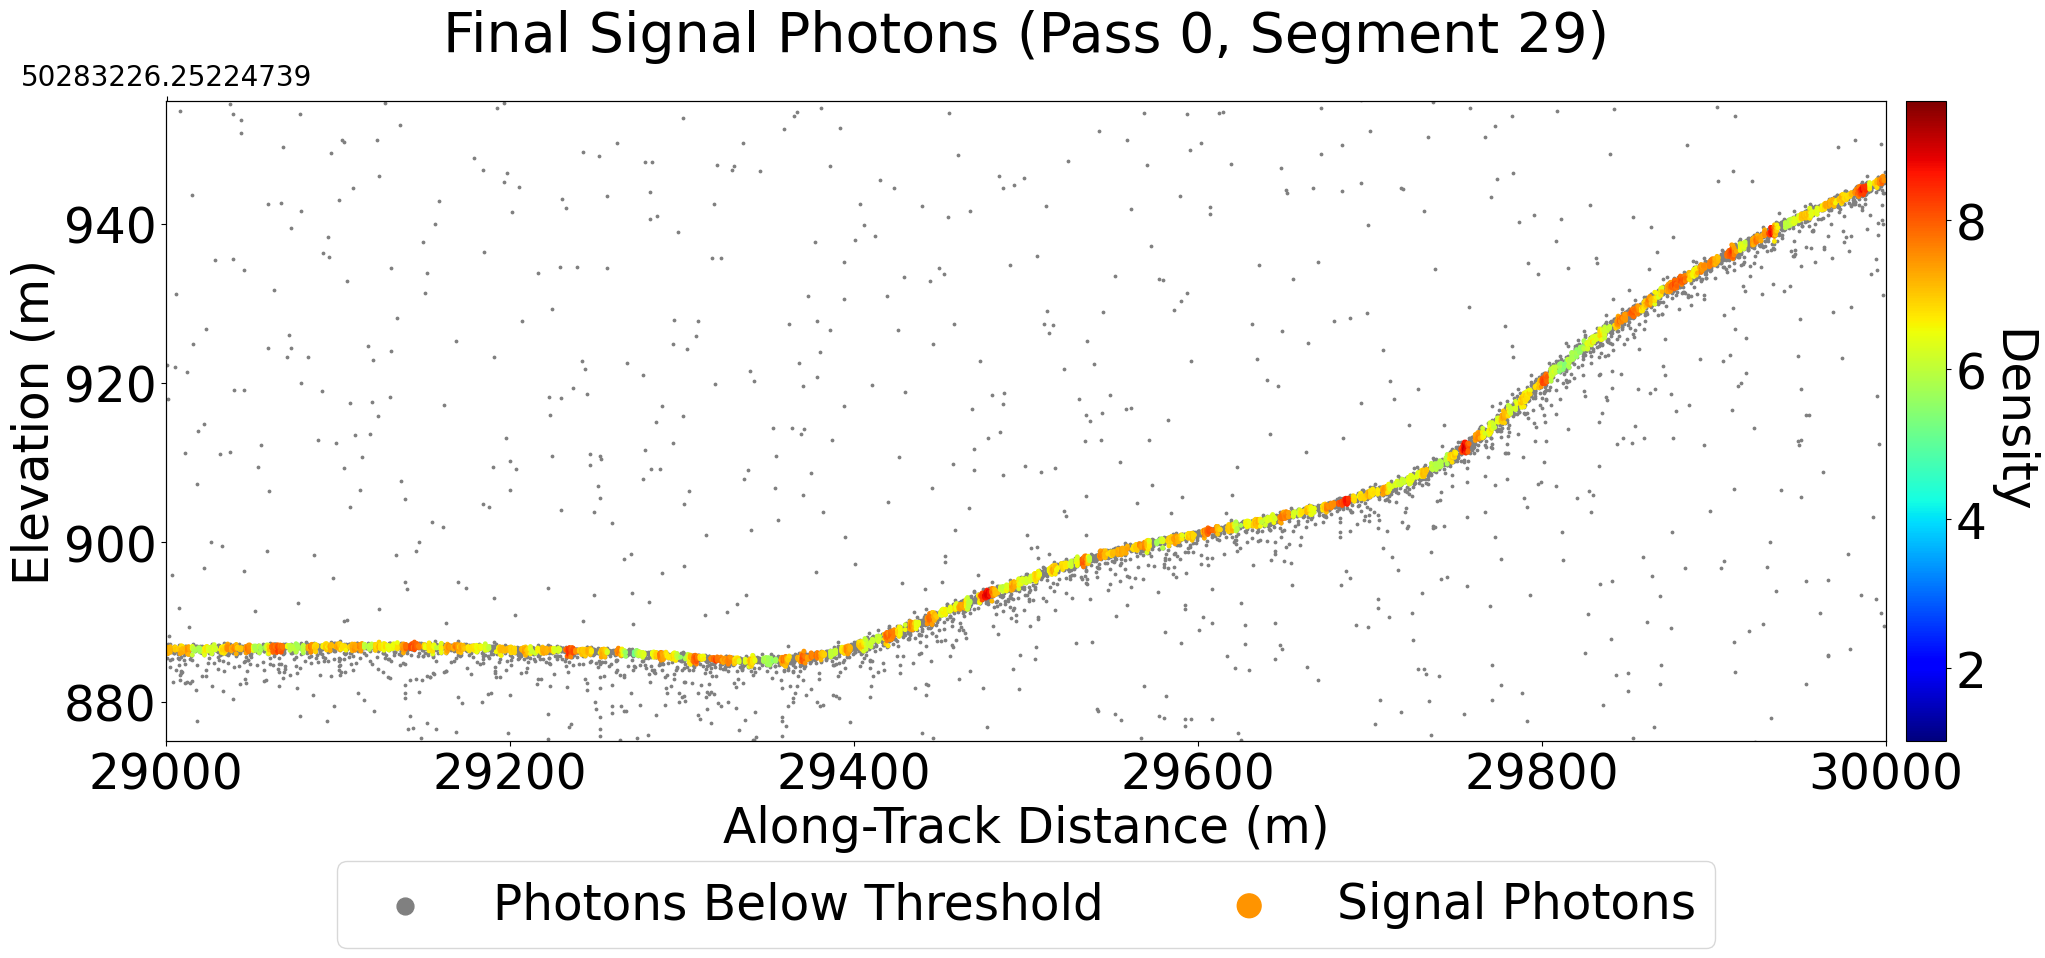 Final Signal Photons (Pass 0, Segment 29)
50283226.25224739
940
920
900
880
Elevation (m)
29000 29200 29400 29600 29800 30000
Along-Track Distance (m)
8
6
4
2
Density
Photons Below Threshold Signal Photons